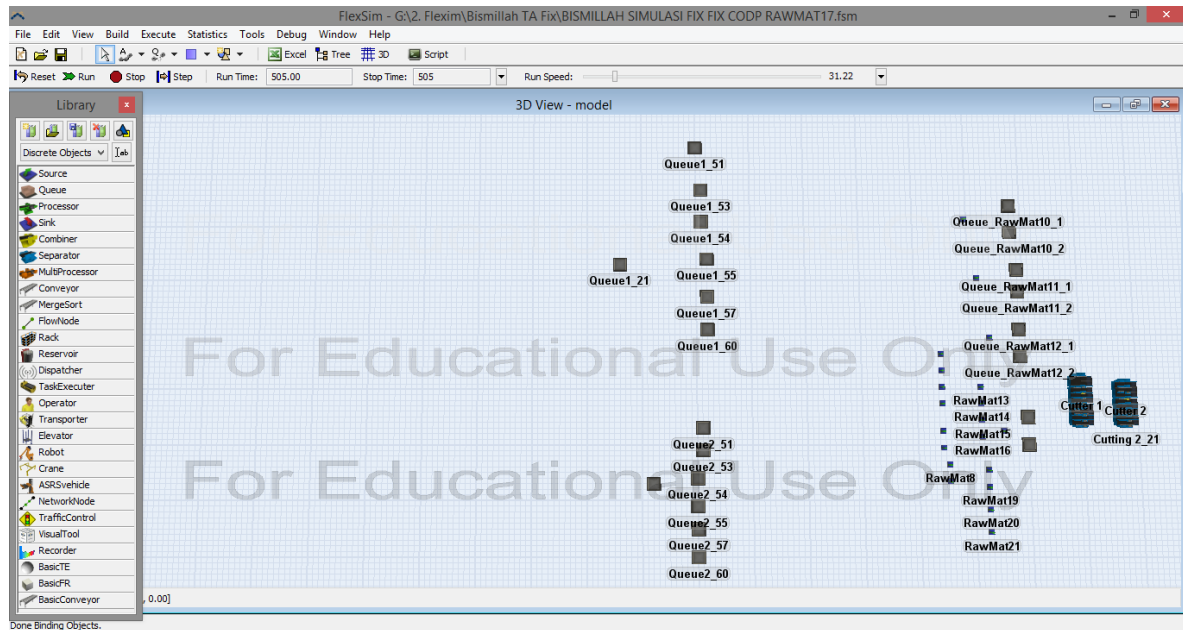 FlexSim - G:\2. Flexim\Bismillah TA Fix\BISMILLAH SIMULASI FIX FIX CODP RAWMAT17.fsm
File Edit View Build Execute Statistics Tools Debug Window Help
Excel Tree 3D Script
Reset Run Stop Step Run Time: 505.00 Stop Time: 505 Run Speed: 31.22
Library
3D View - model
Discrete Objects
Source
Queue
Processor
Sink
Combiner
Separator
MultiProcessor
Conveyor
MergeSort
FlowNode
Rack
Reservoir
Dispatcher
TaskExecuter
Operator
Transporter
Elevator
Robot
Crane
ASRSvehicle
NetworkNode
TrafficControl
VisualTool
Recorder
BasicTE
BasicFR
BasicConveyor
Queue1_51
Queue1_53
Queue1_54
Queue1_55
Queue1_21
Queue1_57
Queue1_60
Queue2_51
Queue2_53
Queue2_54
Queue2_55
Queue2_57
Queue2_60
Queue_RawMat10_1
Queue_RawMat10_2
Queue_RawMat11_1
Queue_RawMat11_2
Queue_RawMat12_1
Queue_RawMat12_2
RawMat13
RawMat14
RawMat15
RawMat16
RawMat8
RawMat19
RawMat20
RawMat21
Cutter 1
Cutter 2
Cutting 2_21
For Educational Use Only
For Educational Use Only
, 0.00]
Done Binding Objects.